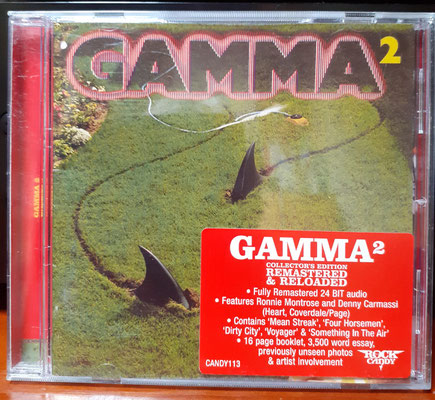 GAMMA 2
GAMMA 2
GAMMA²
COLLECTOR'S EDITION
REMASTERED
& RELOADED
• Fully Remastered 24 BIT audio
• Features Ronnie Montrose and Denny Carmassi
(Heart, Coverdale/Page)
• Contains 'Mean Streak', 'Four Horsemen',
'Dirty City', 'Voyager' & 'Something In The Air'
• 16 page booklet, 3,500 word essay,
previously unseen photos
& artist involvement
CANDY113
ROCK
CANDY